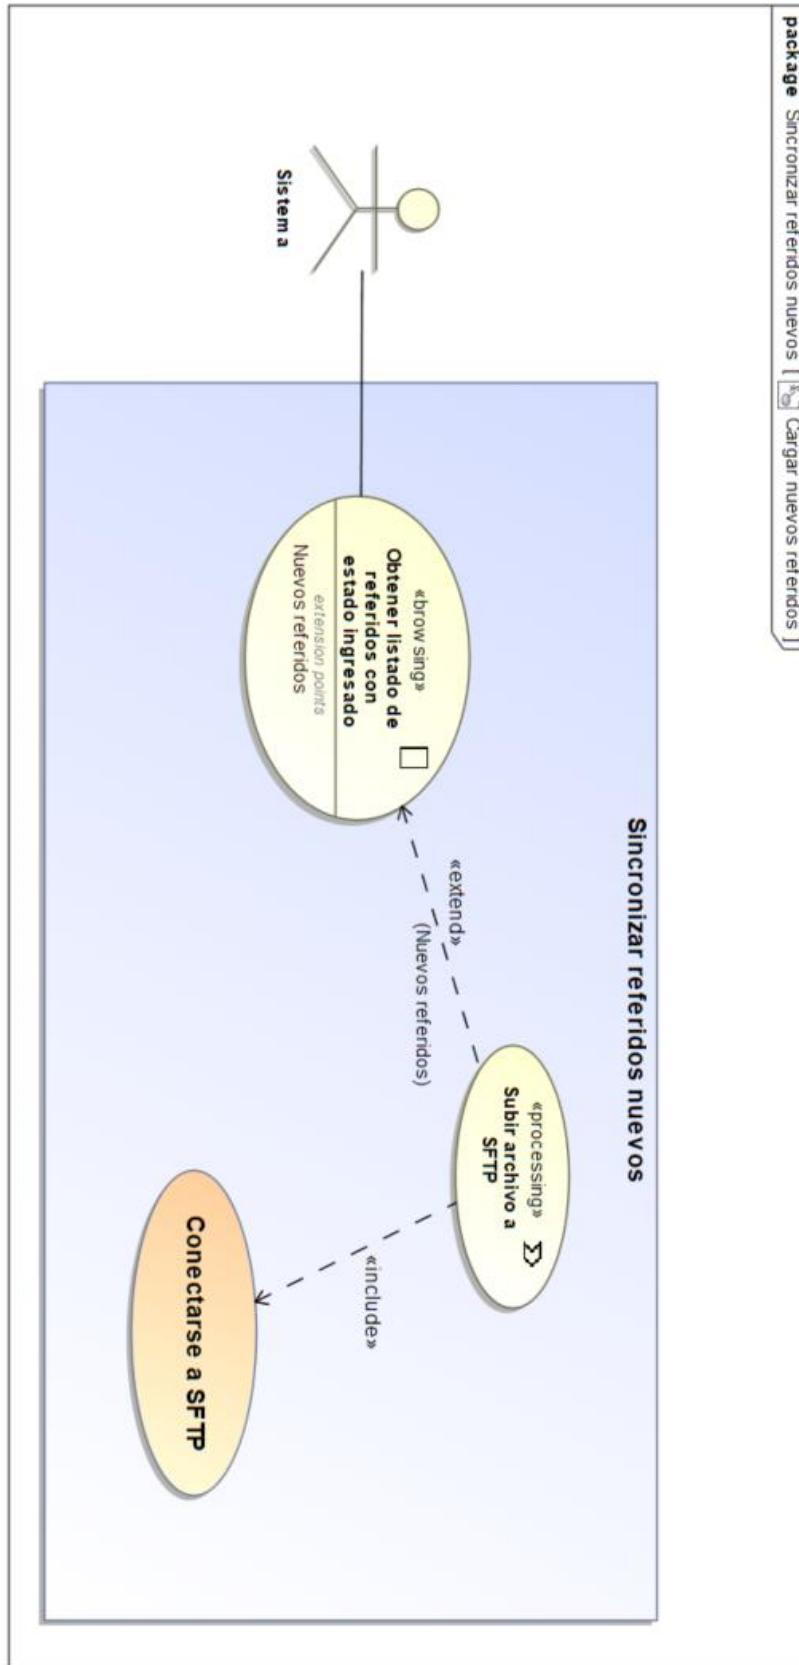 package Sincronizar referidos nuevos [ Cargar nuevos referidos ]
Sincronizar referidos nuevos
Sistema
«browsing»
Obtener listado de
referidos con
estado ingresado
extension points
Nuevos referidos
«extend»
(Nuevos referidos)
«processing»
Subir archivo a
SFTP
«include»
Conectarse a SFTP